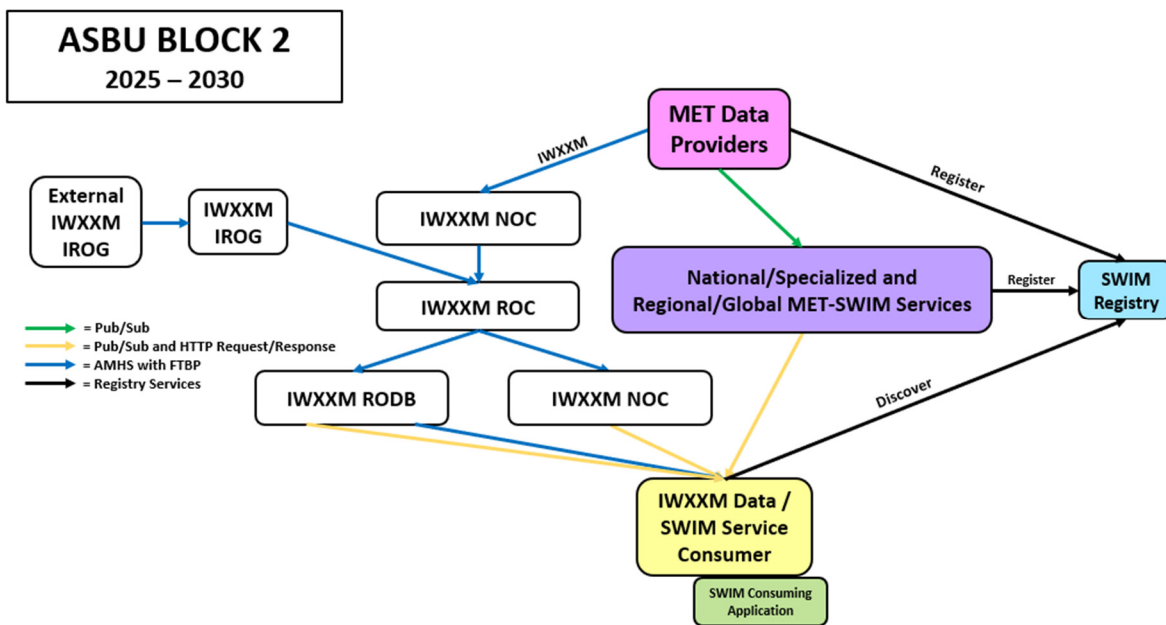 ASBU BLOCK 2
2025 – 2030
MET Data
Providers
IWXXM
Register
External
IWXXM
IROG
IWXXM
IROG
IWXXM NOC
National/Specialized and
Regional/Global MET-SWIM Services
Register
SWIM
Registry
IWXXM ROC
= Pub/Sub
= Pub/Sub and HTTP Request/Response
= AMHS with FTBP
= Registry Services
IWXXM RODB
IWXXM NOC
Discover
IWXXM Data /
SWIM Service
Consumer
SWIM Consuming
Application